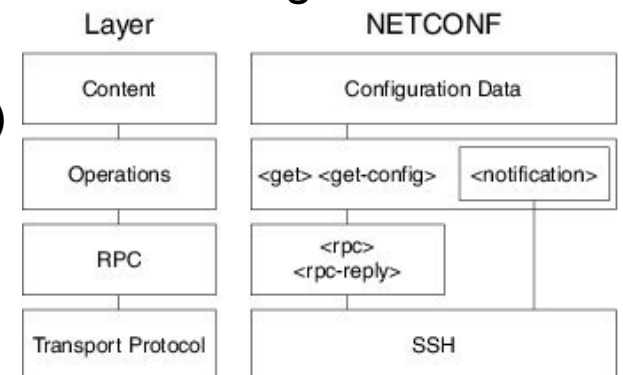 Layer NETCONF
Content Configuration Data
Operations <get> <get-config> <notification>
RPC <rpc>
<rpc-reply>
Transport Protocol SSH